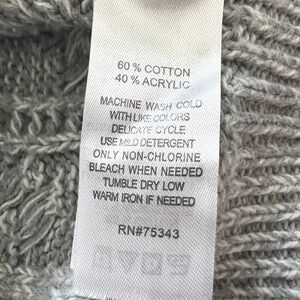 60 % COTTON
40 % ACRYLIC
MACHINE WASH COLD
WITH LIKE COLORS
DELICATE CYCLE
USE MILD DETERGENT
ONLY NON-CHLORINE
BLEACH WHEN NEEDED
TUMBLE DRY LOW
WARM IRON IF NEEDED
RN#75343